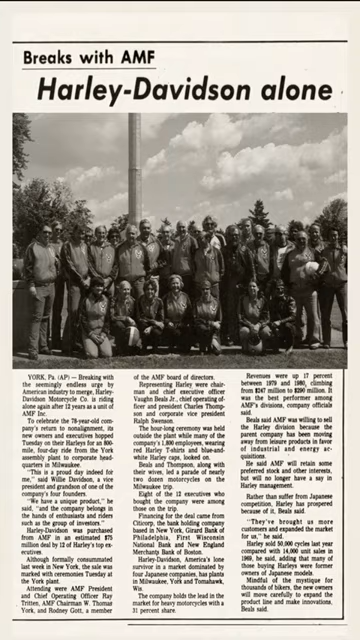 Breaks with AMF
Harley-Davidson alone
YORK, Pa. (AP) — Breaking with
the seemingly endless urge by
American industry to merge, Harley-
Davidson Motorcycle Co. is riding
alone again after 12 years as a unit of
AMF Inc.
To celebrate the 78-year-old com-
pany's return to nonalignment, its
new owners and executives hopped
Tuesday on their Harleys for an 800-
mile, four-day ride from the York
assembly plant to corporate head-
quarters in Milwaukee.
"This is a proud day indeed for
me," said Willie Davidson, a vice
president and grandson of one of the
company's four founders.
"We have a unique product," he
said, "and the company belongs in
the hands of enthusiasts and riders
such as the group of investors."
Harley-Davidson was purchased
from AMF in an estimated $75
million deal by 12 of Harley's top ex-
ecutives.
Although formally consummated
last week in New York, the sale was
marked with ceremonies Tuesday at
the York plant.
Attending were AMF President
and Chief Operating Officer Ray
Tritten, AMF Chairman W. Thomas
York, and Rodney Gott, a member
of the AMF board of directors.
Representing Harley were chair-
man and chief executive officer
Vaughn Beals Jr., chief operating of-
ficer and president Charles Thomp-
son and corporate vice president
Ralph Swenson.
The hour-long ceremony was held
outside the plant while many of the
company's 1,800 employees, wearing
red Harley T-shirts and blue-and-
white Harley caps, looked on.
Beals and Thompson, along with
their wives, led a parade of nearly
two dozen motorcycles on the
Milwaukee trip.
Eight of the 12 executives who
bought the company were among
those on the trip.
Financing for the deal came from
Citicorp, the bank holding company
based in New York, Girard Bank of
Philadelphia, First Wisconsin
National Bank and New England
Merchants Bank of Boston.
Harley-Davidson, America's lone
survivor in a market dominated by
four Japanese companies, has plants
in Milwaukee, York and Tomahawk,
Wis.
The company holds the lead in the
market for heavy motorcycles with a
31 percent share.
Revenues were up 17 percent
between 1979 and 1980, climbing
from $247 million to $290 million. It
was the best performer among
AMF's divisions, company officials
said.
Beals said AMF was willing to sell
the Harley division because the
parent company has been moving
away from leisure products in favor
of industrial and energy ac-
quisitions.
He said AMF will retain some
preferred stock and other interests,
but will no longer have a say in
Harley management.
Rather than suffer from Japanese
competition, Harley has prospered
because of it, Beals said.
"They've brought us more
customers and expanded the market
for us," he said.
Harley sold 50,000 cycles last year
compared with 14,000 unit sales in
1969, he said, adding that many of
those buying Harleys were former
owners of Japanese models.
Mindful of the mystique for
thousands of bikers, the new owners
will move carefully to expand the
product line and make innovations,
Beals said.